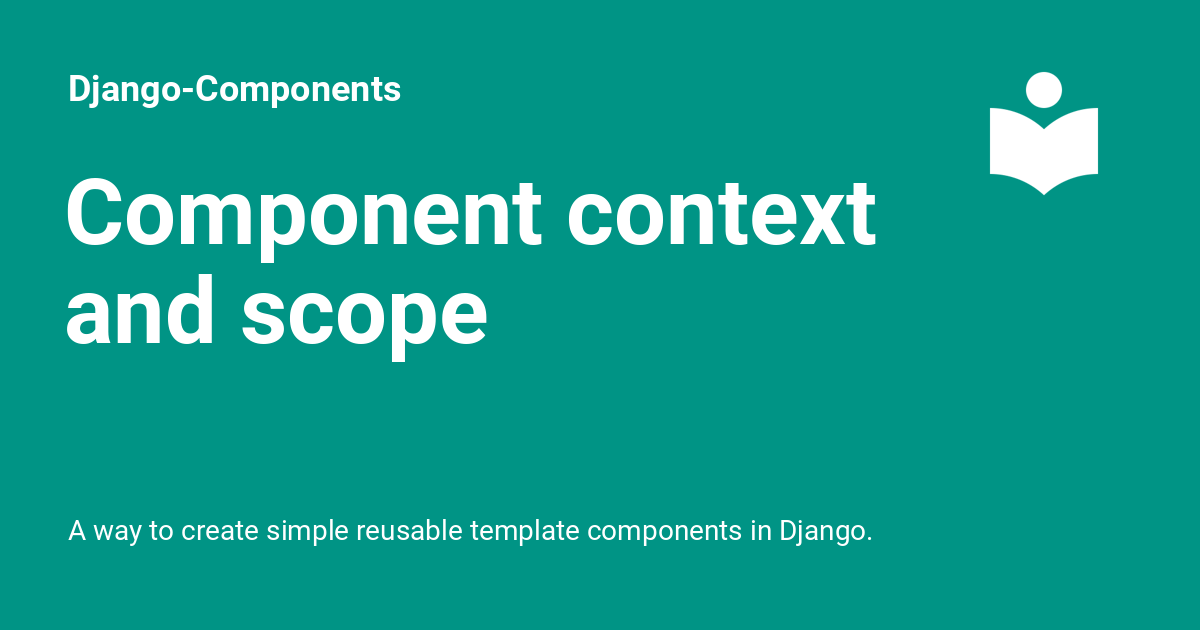 Django-Components
Component context
and scope
A way to create simple reusable template components in Django.